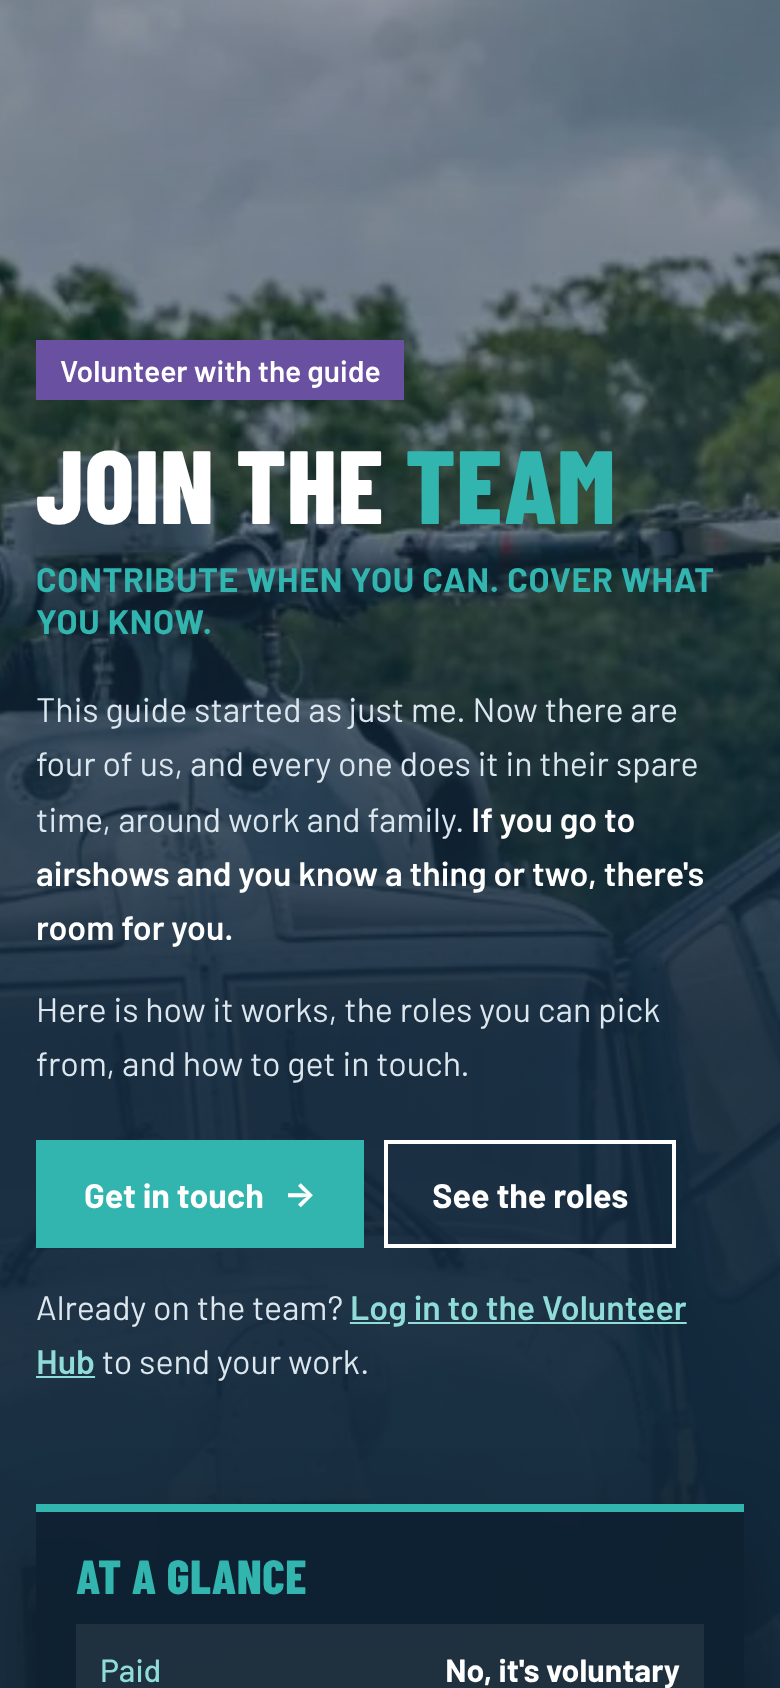 Volunteer with the guide
JOIN THE TEAM
CONTRIBUTE WHEN YOU CAN. COVER WHAT
YOU KNOW.
This guide started as just me. Now there are
four of us, and every one does it in their spare
time, around work and family. If you go to
airshows and you know a thing or two, there's
room for you.
Here is how it works, the roles you can pick
from, and how to get in touch.
Get in touch → See the roles
Already on the team? Log in to the Volunteer
Hub to send your work.
AT A GLANCE
Paid No, it's voluntary